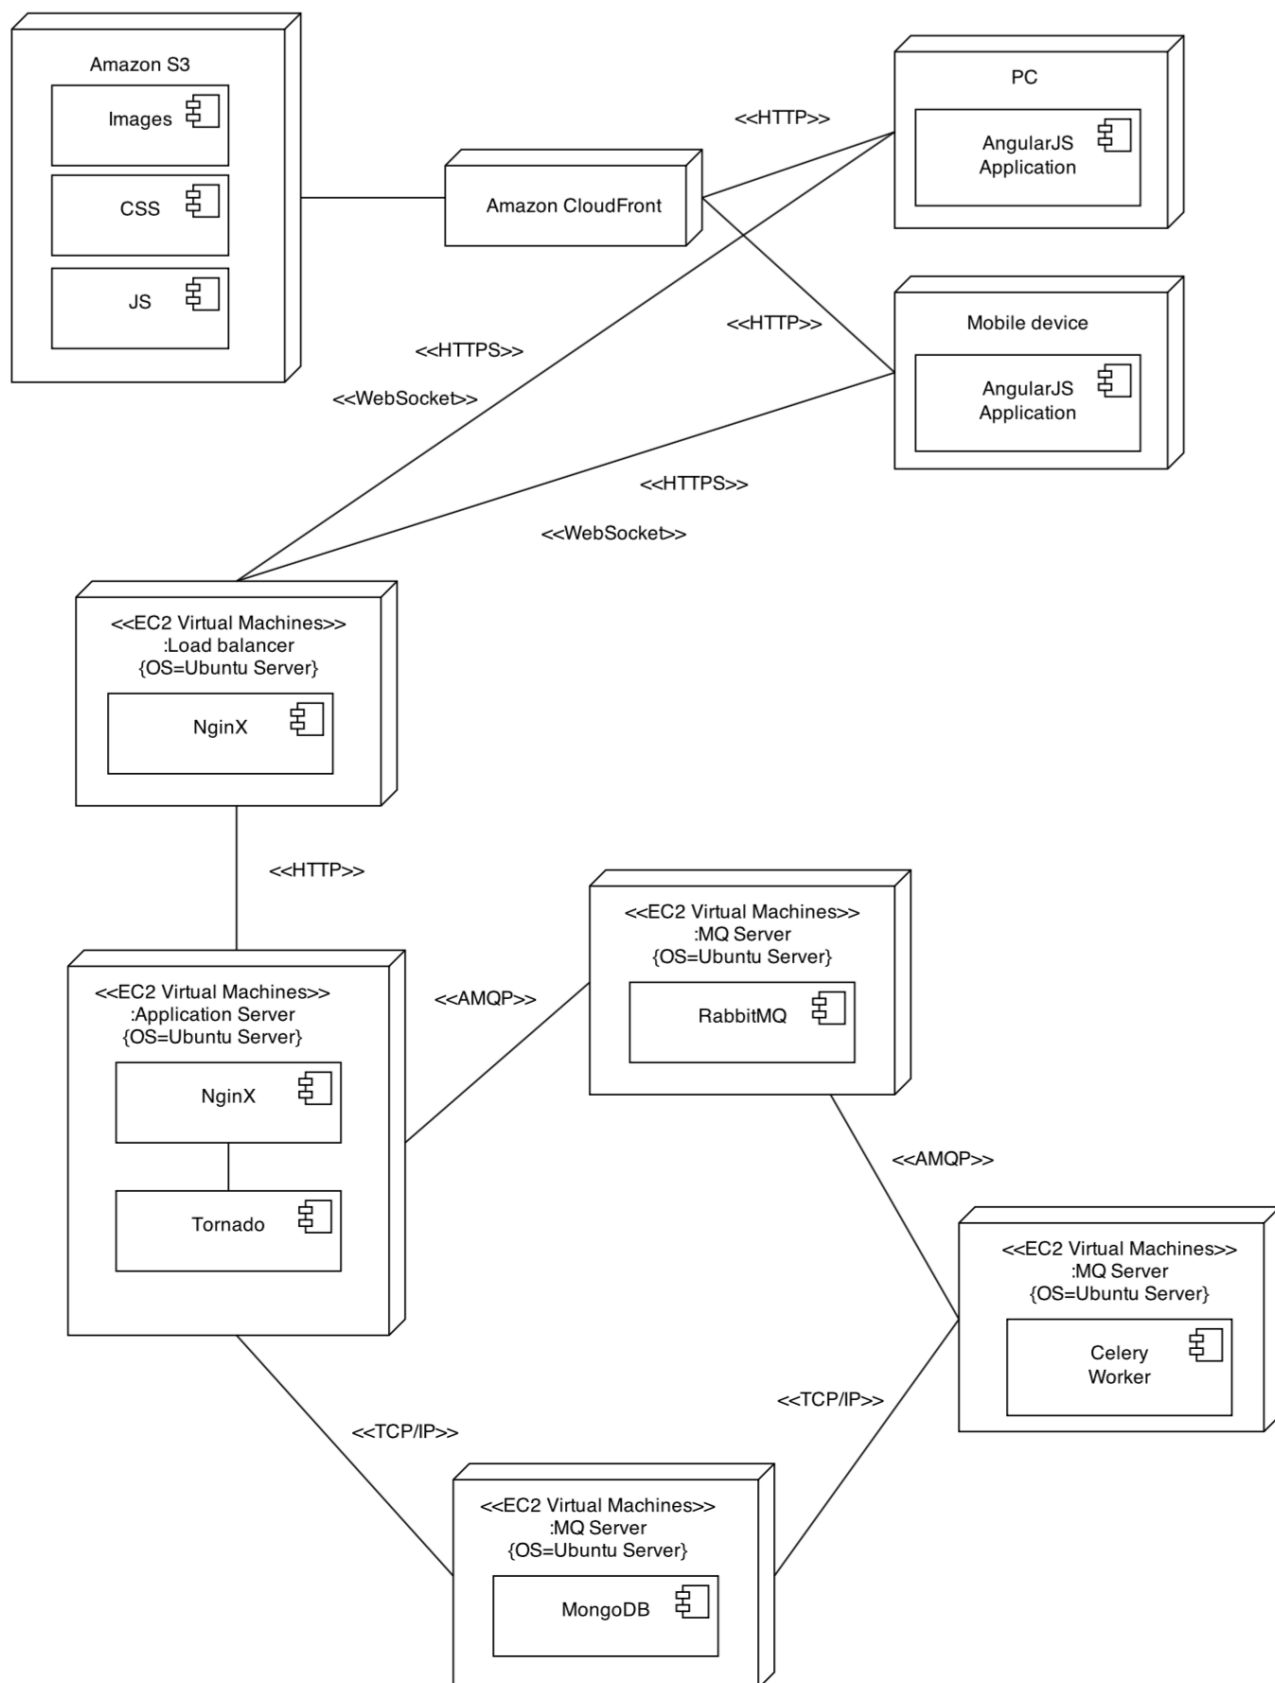 Amazon S3
Images
CSS
JS
Amazon CloudFront
<<HTTP>>
PC
AngularJS
Application
<<HTTP>>
Mobile device
AngularJS
Application
<<HTTPS>>
<<WebSocket>>
<<HTTPS>>
<<WebSocket>>
<<EC2 Virtual Machines>>
:Load balancer
{OS=Ubuntu Server}
NginX
<<HTTP>>
<<EC2 Virtual Machines>>
:Application Server
{OS=Ubuntu Server}
NginX
Tornado
<<AMQP>>
<<EC2 Virtual Machines>>
:MQ Server
{OS=Ubuntu Server}
RabbitMQ
<<AMQP>>
<<EC2 Virtual Machines>>
:MQ Server
{OS=Ubuntu Server}
Celery
Worker
<<TCP/IP>>
<<TCP/IP>>
<<EC2 Virtual Machines>>
:MQ Server
{OS=Ubuntu Server}
MongoDB